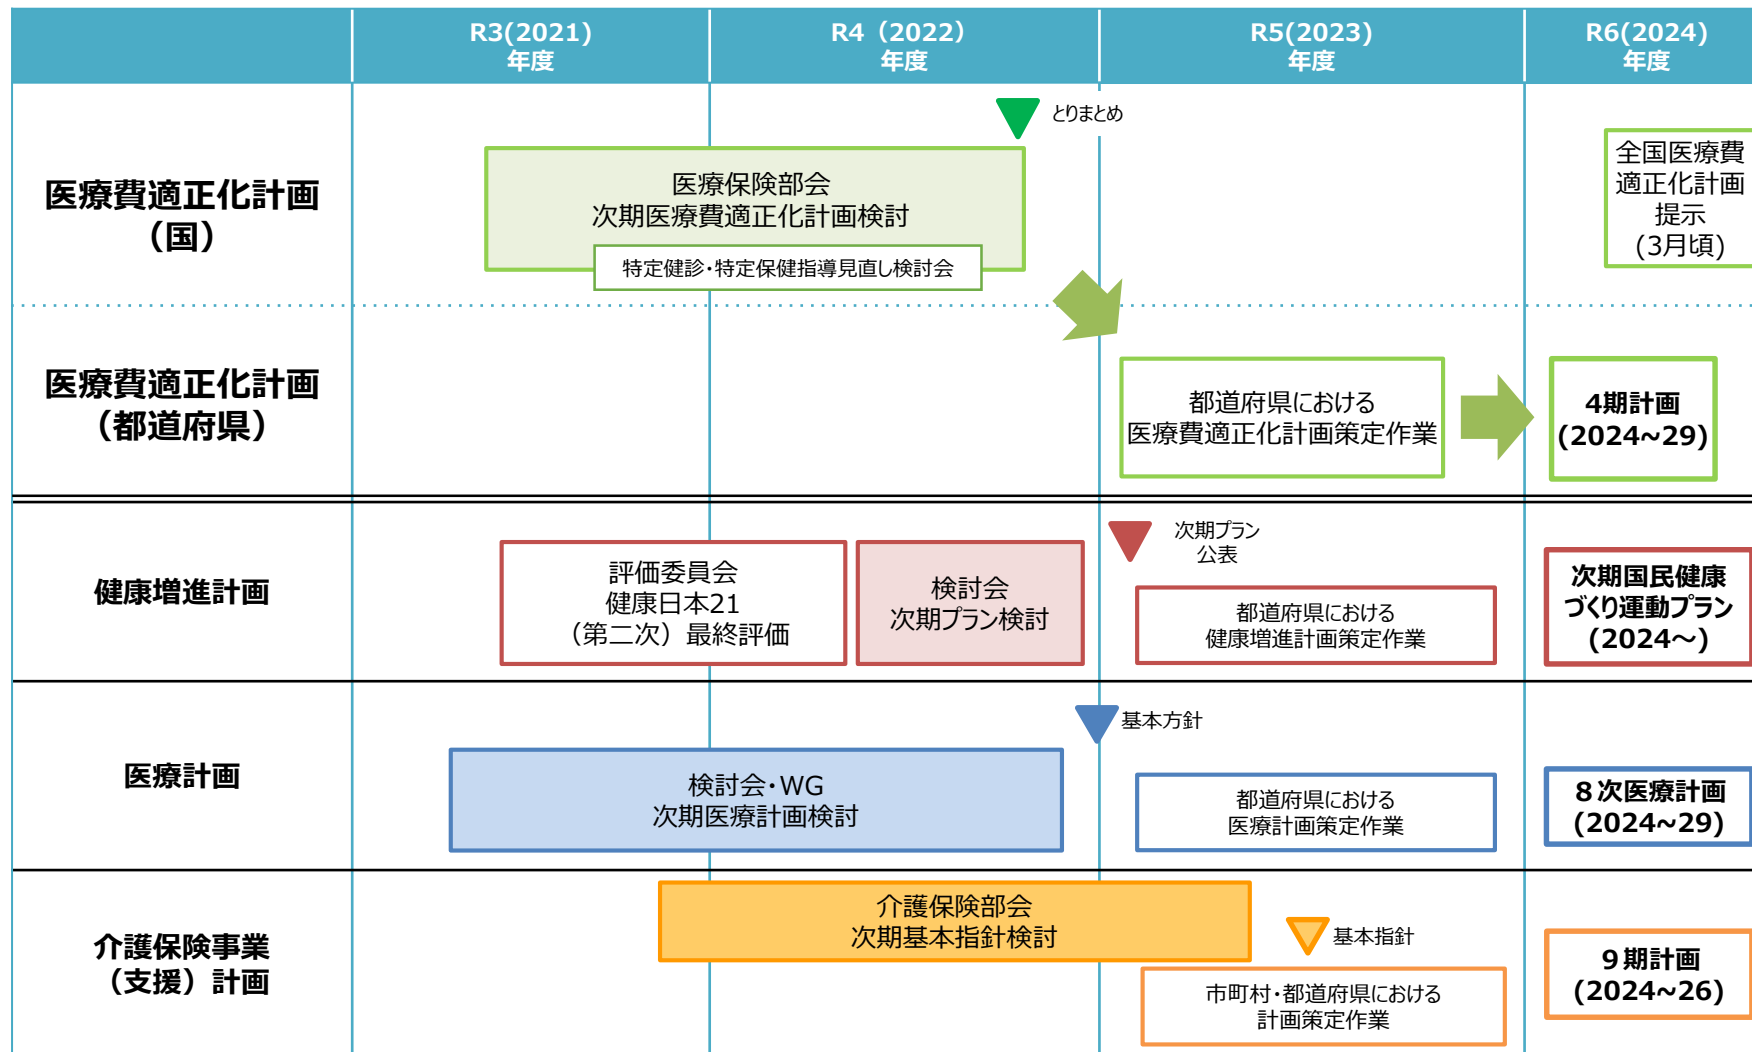 R3(2021)
年度
R4（2022）
年度
R5(2023)
年度
R6(2024)
年度
医療費適正化計画
（国）
とりまとめ
医療保険部会
次期医療費適正化計画検討
特定健診・特定保健指導見直し検討会
全国医療費
適正化計画
提示
(3月頃)
医療費適正化計画
（都道府県）
都道府県における
医療費適正化計画策定作業
4期計画
(2024~29)
健康増進計画
評価委員会
健康日本21
（第二次）最終評価
検討会
次期プラン検討
次期プラン
公表
都道府県における
健康増進計画策定作業
次期国民健康
づくり運動プラン
(2024～)
医療計画
検討会・WG
次期医療計画検討
基本方針
都道府県における
医療計画策定作業
８次医療計画
(2024~29)
介護保険事業
（支援）計画
介護保険部会
次期基本指針検討
基本指針
市町村・都道府県における
計画策定作業
９期計画
(2024~26)